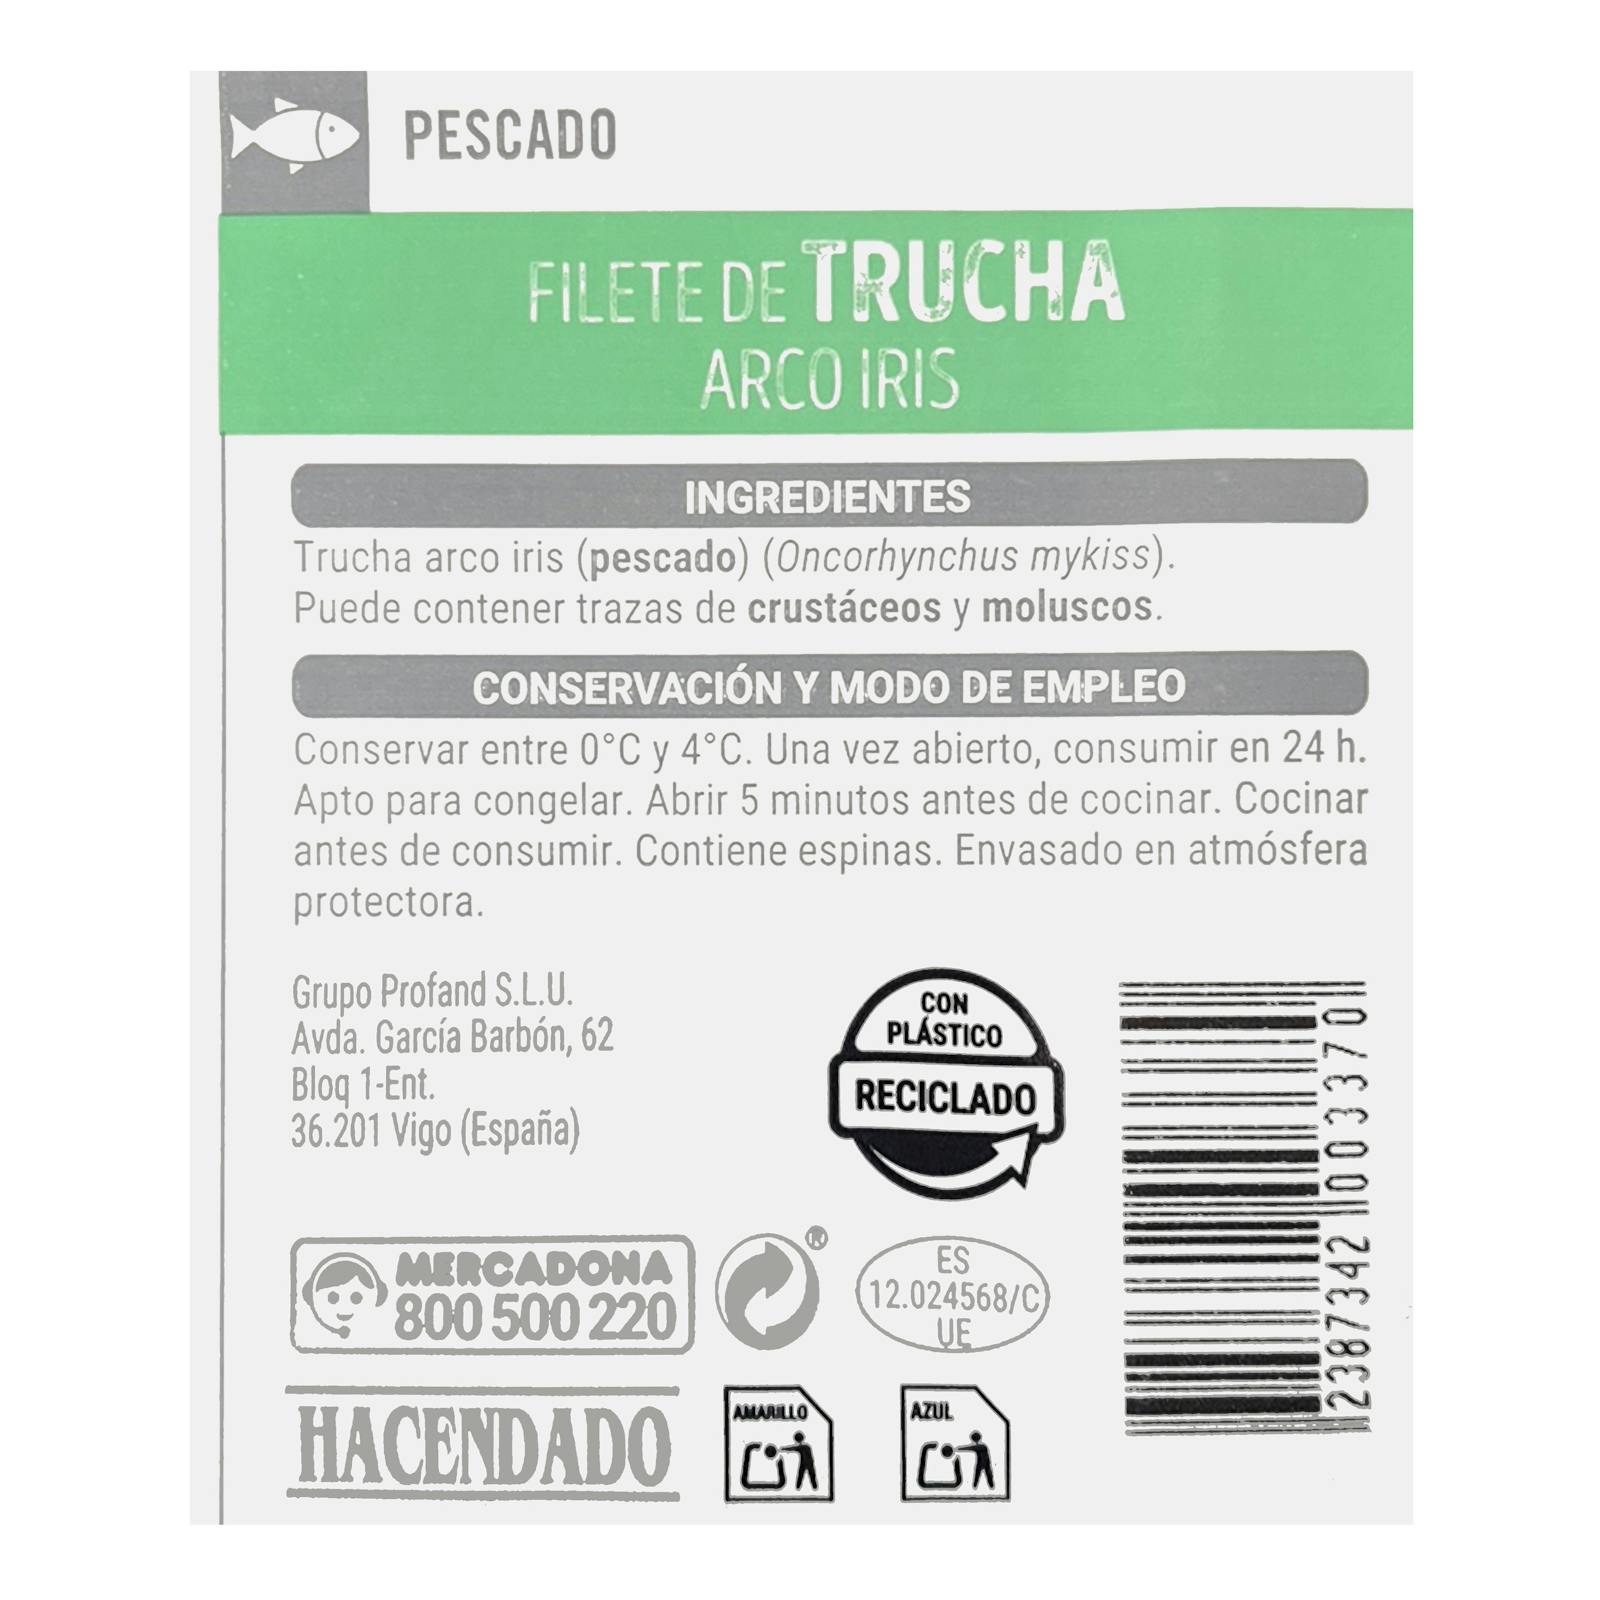 PESCADO
FILETE DE TRUCHA
ARCO IRIS
INGREDIENTES
Trucha arco iris (pescado) (Oncorhynchus mykiss).
Puede contener trazas de crustáceos y moluscos.
CONSERVACIÓN Y MODO DE EMPLEO
Conservar entre 0°C y 4°C. Una vez abierto, consumir en 24 h.
Apto para congelar. Abrir 5 minutos antes de cocinar. Cocinar
antes de consumir. Contiene espinas. Envasado en atmósfera
protectora.
Grupo Profand S.L.U.
Avda. García Barbón, 62
Bloq 1-Ent.
36.201 Vigo (España)
CON
PLÁSTICO
RECICLADO
MERCADONA
800 500 220
®
ES
12.024568/C
UE
HACENDADO
AMARILLO
AZUL
2387342003370